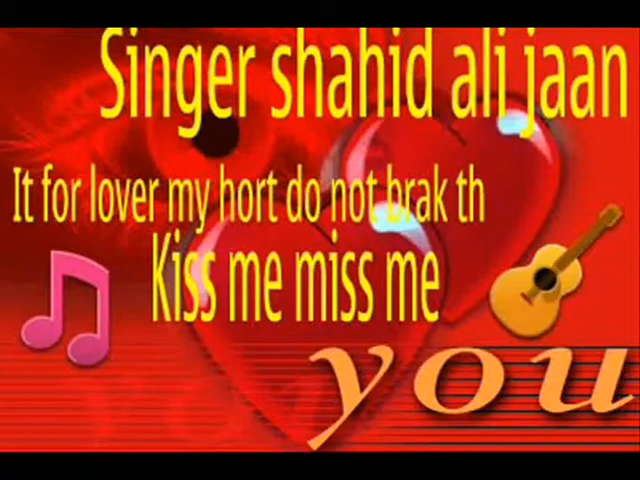 Singer shahid ali jaan
It for lover my hort do not brak th
Kiss me miss me
you